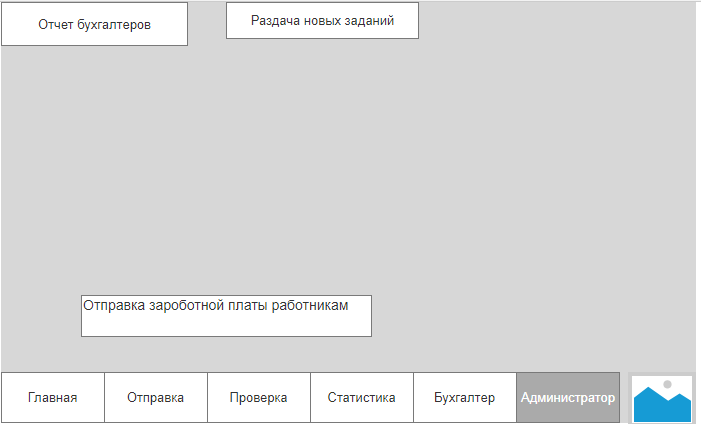 Отчет бухгалтеров
Раздача новых заданий
Отправка зароботной платы работникам
Главная
Отправка
Проверка
Статистика
Бухгалтер
Администратор